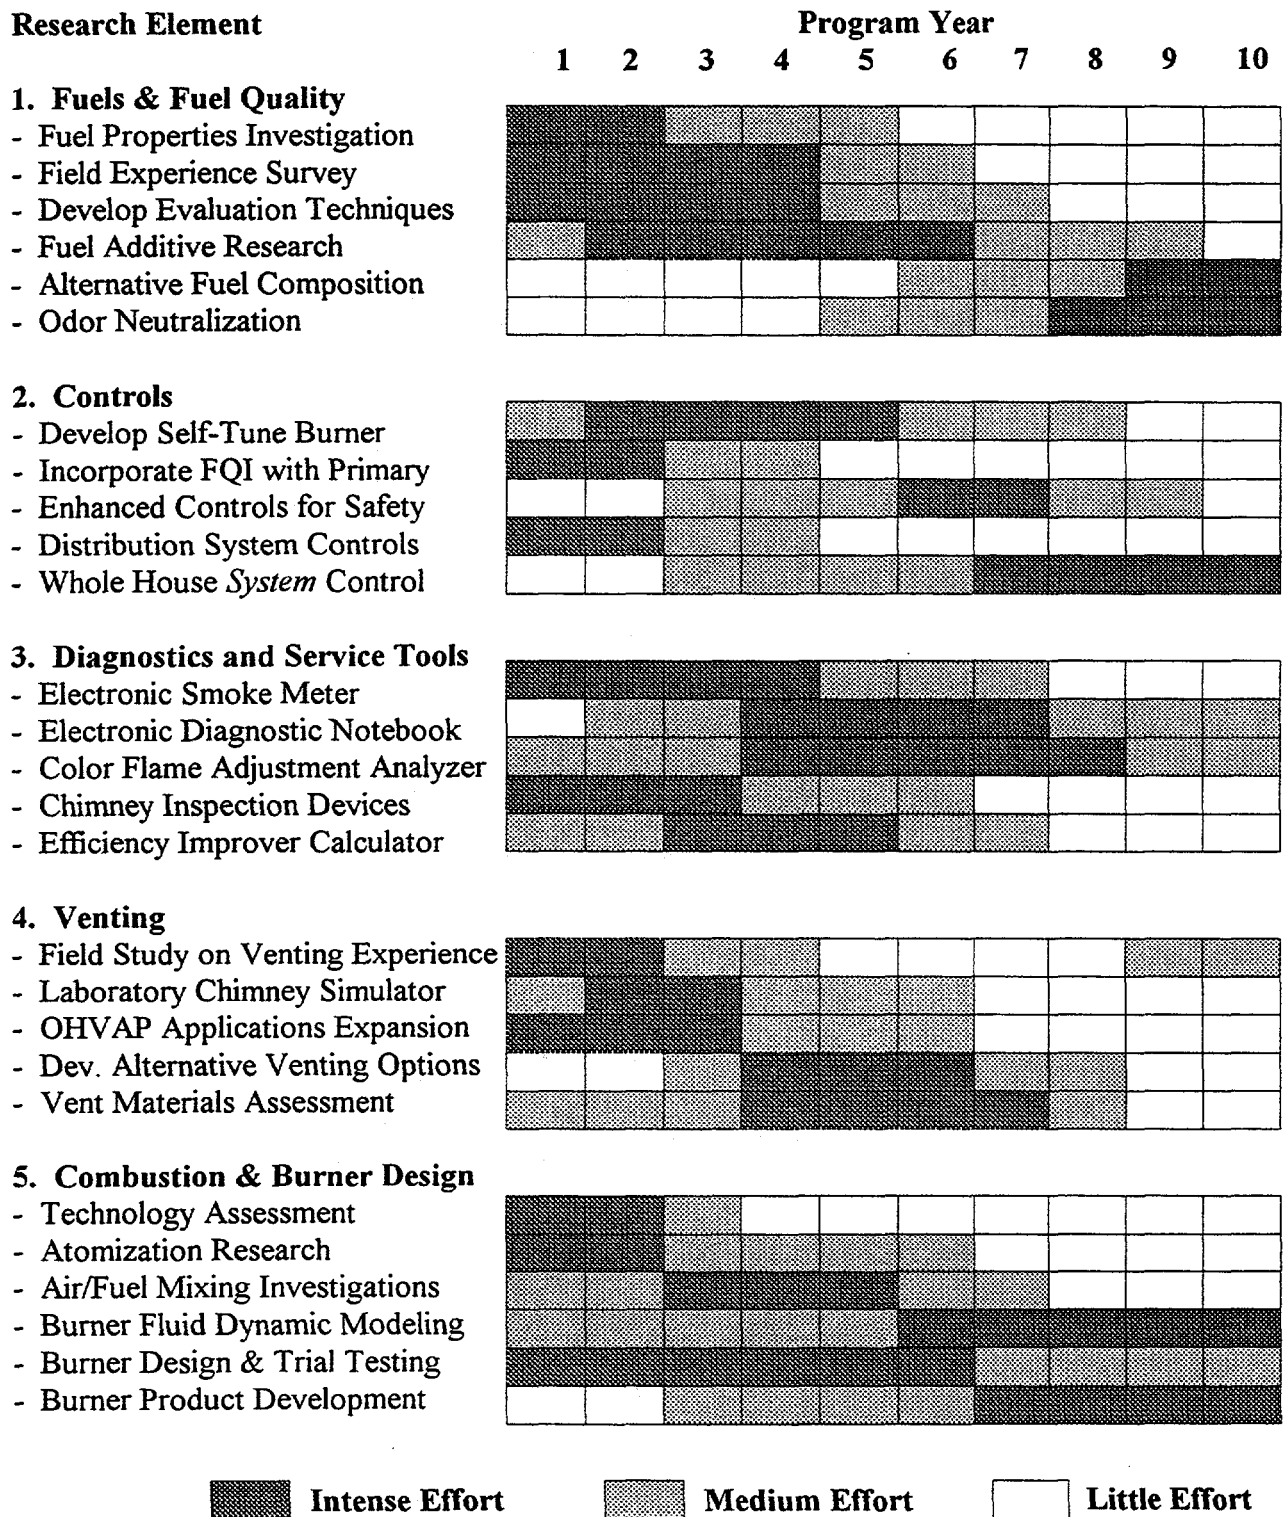 Research Element Program Year
1 2 3 4 5 6 7 8 9 10
1. Fuels & Fuel Quality
- Fuel Properties Investigation
- Field Experience Survey
- Develop Evaluation Techniques
- Fuel Additive Research
- Alternative Fuel Composition
- Odor Neutralization
2. Controls
- Develop Self-Tune Burner
- Incorporate FQI with Primary
- Enhanced Controls for Safety
- Distribution System Controls
- Whole House System Control
3. Diagnostics and Service Tools
- Electronic Smoke Meter
- Electronic Diagnostic Notebook
- Color Flame Adjustment Analyzer
- Chimney Inspection Devices
- Efficiency Improver Calculator
4. Venting
- Field Study on Venting Experience
- Laboratory Chimney Simulator
- OHVAP Applications Expansion
- Dev. Alternative Venting Options
- Vent Materials Assessment
5. Combustion & Burner Design
- Technology Assessment
- Atomization Research
- Air/Fuel Mixing Investigations
- Burner Fluid Dynamic Modeling
- Burner Design & Trial Testing
- Burner Product Development
Intense Effort Medium Effort Little Effort